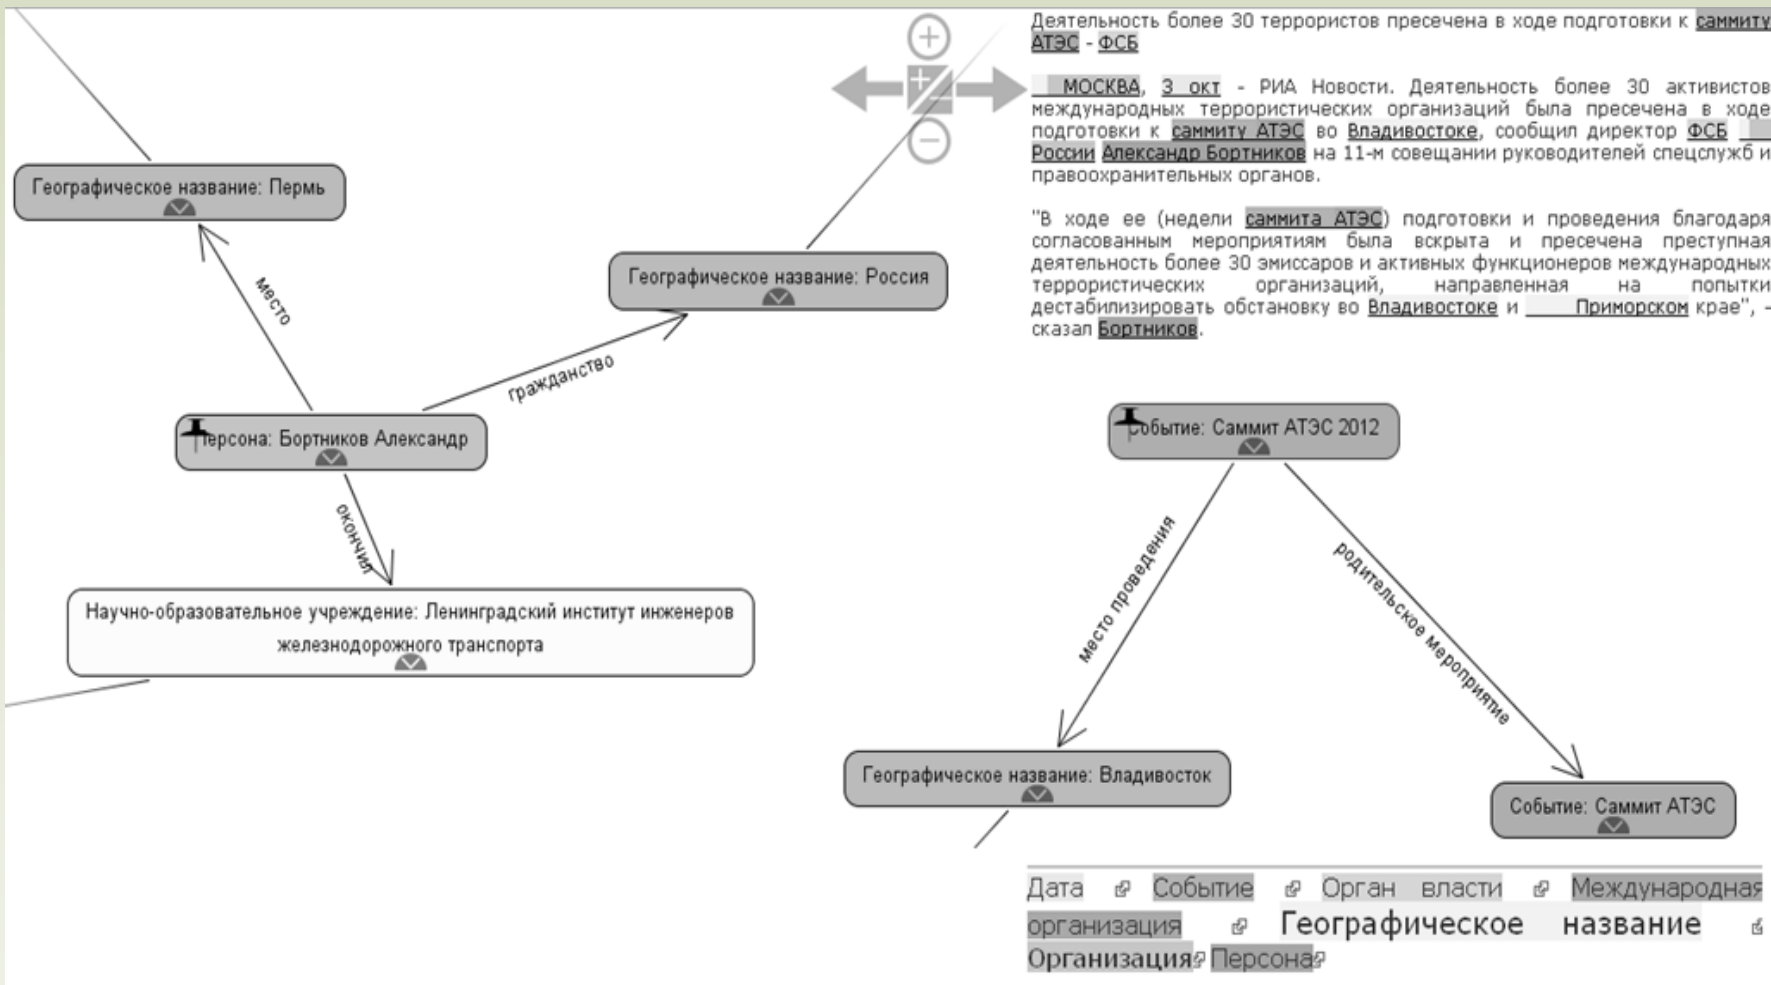 Деятельность более 30 террористов пресечена в ходе подготовки к саммиту
АТЭС - ФСБ
МОСКВА, 3 окт - РИА Новости. Деятельность более 30 активистов
международных террористических организаций была пресечена в ходе
подготовки к саммиту АТЭС во Владивостоке, сообщил директор ФСБ
России Александр Бортников на 11-м совещании руководителей спецслужб и
правоохранительных органов.
"В ходе ее (недели саммита АТЭС) подготовки и проведения благодаря
согласованным мероприятиям была вскрыта и пресечена преступная
деятельность более 30 эмиссаров и активных функционеров международных
террористических организаций, направленная на попытки
дестабилизировать обстановку во Владивостоке и Приморском крае", -
сказал Бортников.
Географическое название: Пермь
место
Географическое название: Россия
гражданство
Персона: Бортников Александр
окончил
Научно-образовательное учреждение: Ленинградский институт инженеров
железнодорожного транспорта
Событие: Саммит АТЭС 2012
место проведения
родительское мероприятие
Географическое название: Владивосток
Событие: Саммит АТЭС
Дата Событие Орган власти Международная
организация Географическое название
Организация Персона